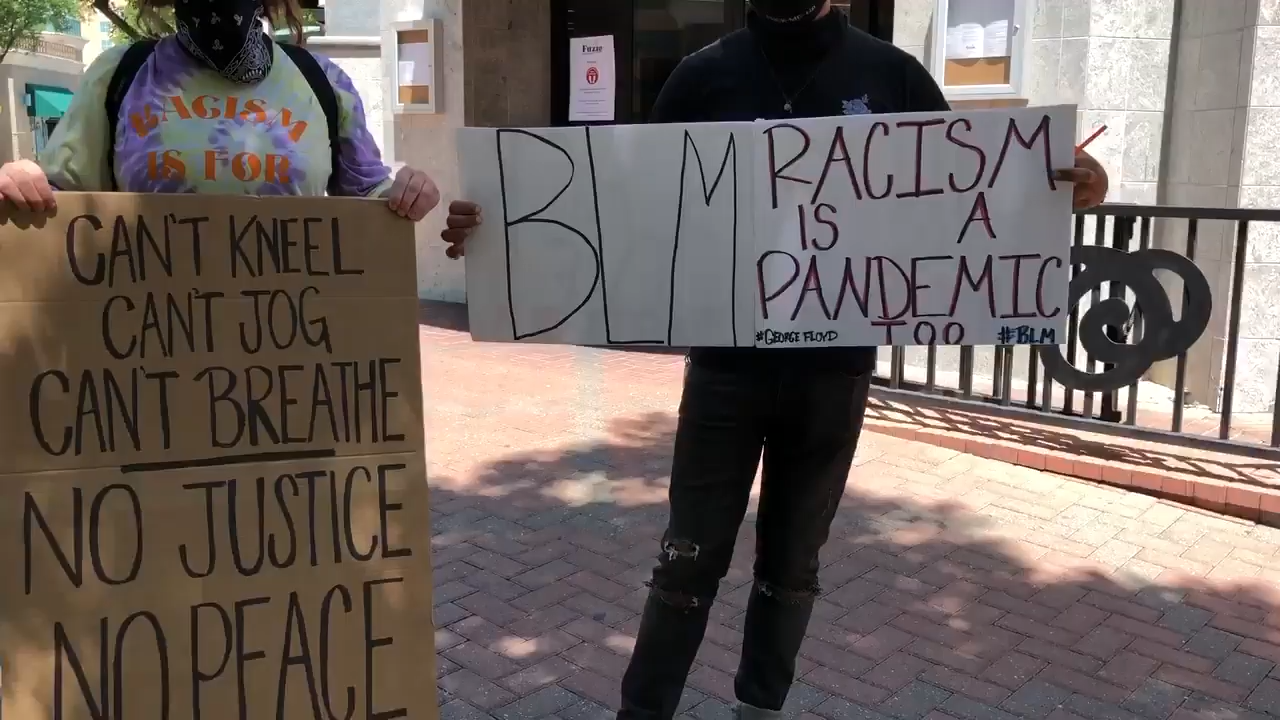 RACISM
IS FOR
CAN'T KNEEL
CAN'T JOG
CAN'T BREATHE
NO JUSTICE
NO PEACE
BLM
RACISM
IS A
PANDEMIC
TOO
#GEORGE FLOYD
#BLM
Fuzzo